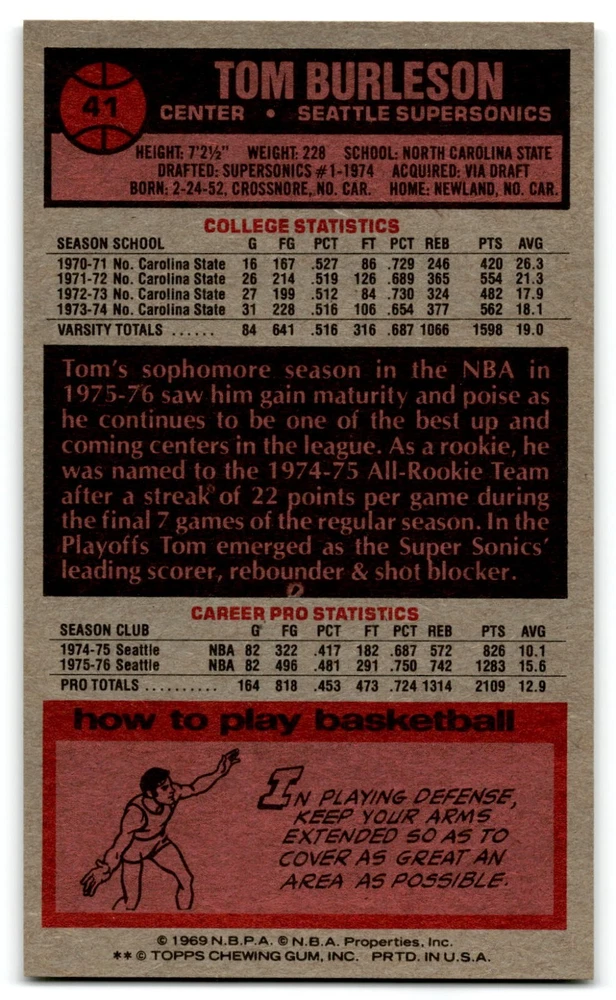 41
TOM BURLESON
CENTER • SEATTLE SUPERSONICS
HEIGHT: 7'2½" WEIGHT: 228 SCHOOL: NORTH CAROLINA STATE
DRAFTED: SUPERSONICS #1-1974 ACQUIRED: VIA DRAFT
BORN: 2-24-52, CROSSNORE, NO. CAR. HOME: NEWLAND, NO. CAR.
COLLEGE STATISTICS
SEASON SCHOOL G FG PCT FT PCT REB PTS AVG
1970-71 No. Carolina State 16 167 .527 86 .729 246 420 26.3
1971-72 No. Carolina State 26 214 .519 126 .689 365 554 21.3
1972-73 No. Carolina State 27 199 .512 84 .730 324 482 17.9
1973-74 No. Carolina State 31 228 .516 106 .654 377 562 18.1
VARSITY TOTALS ...... 84 641 .516 316 .687 1066 1598 19.0
Tom's sophomore season in the NBA in
1975-76 saw him gain maturity and poise as
he continues to be one of the best up and
coming centers in the league. As a rookie, he
was named to the 1974-75 All-Rookie Team
after a streak of 22 points per game during
the final 7 games of the regular season. In the
Playoffs Tom emerged as the Super Sonics'
leading scorer, rebounder & shot blocker.
CAREER PRO STATISTICS
SEASON CLUB G FG PCT FT PCT REB PTS AVG
1974-75 Seattle NBA 82 322 .417 182 .687 572 826 10.1
1975-76 Seattle NBA 82 496 .481 291 .750 742 1283 15.6
PRO TOTALS .......... 164 818 .453 473 .724 1314 2109 12.9
how to play basketball
IN PLAYING DEFENSE,
KEEP YOUR ARMS
EXTENDED SO AS TO
COVER AS GREAT AN
AREA AS POSSIBLE.
© 1969 N.B.P.A. © N.B.A. Properties, Inc.
** © TOPPS CHEWING GUM, INC. PRTD. IN U.S.A.